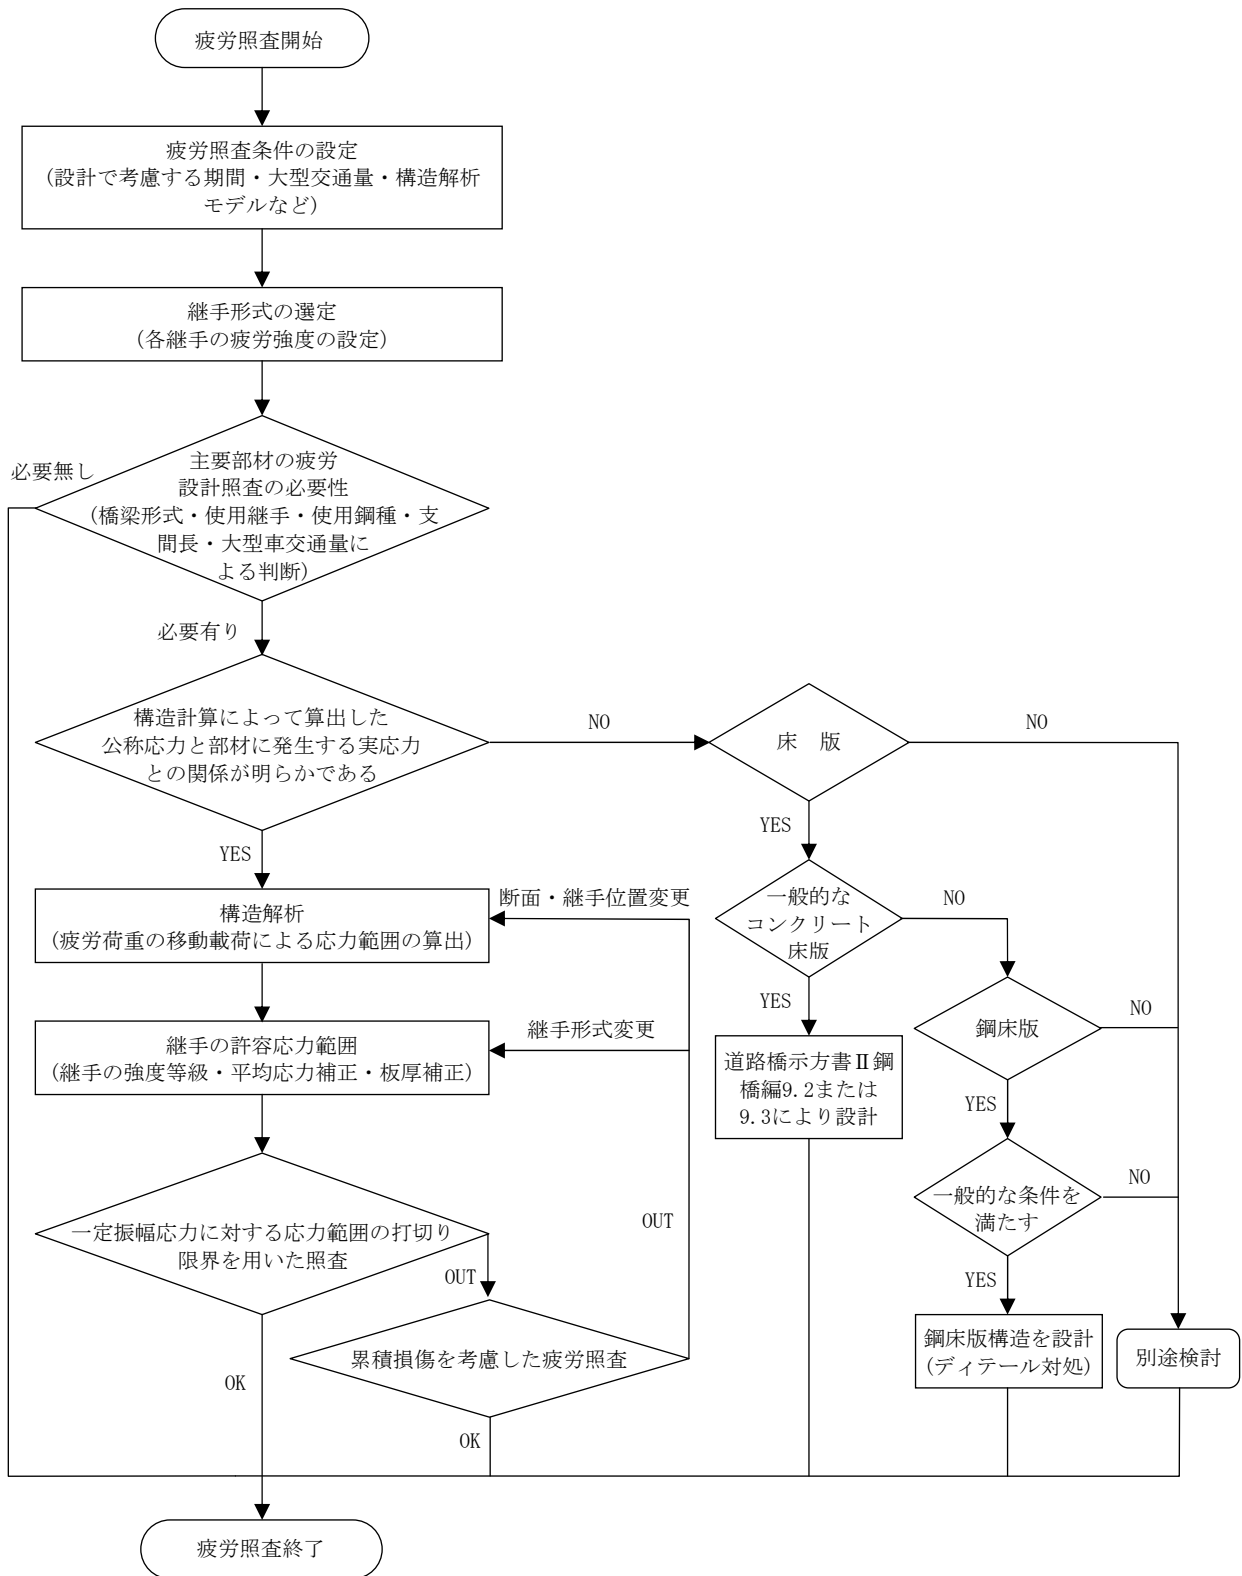 疲労照査開始
疲労照査条件の設定
(設計で考慮する期間・大型交通量・構造解析
モデルなど)
継手形式の選定
(各継手の疲労強度の設定)
必要無し
主要部材の疲労
設計照査の必要性
(橋梁形式・使用継手・使用鋼種・支
間長・大型車交通量に
よる判断)
必要有り
構造計算によって算出した
公称応力と部材に発生する実応力
との関係が明らかである
NO
床 版
NO
YES
YES
構造解析
(疲労荷重の移動載荷による応力範囲の算出)
断面・継手位置変更
一般的な
コンクリート
床版
NO
YES
継手の許容応力範囲
(継手の強度等級・平均応力補正・板厚補正)
継手形式変更
道路橋示方書Ⅱ鋼
橋編9.2または
9.3により設計
鋼床版
NO
YES
一般的な条件を
満たす
NO
YES
一定振幅応力に対する応力範囲の打切り
限界を用いた照査
OUT
OUT
累積損傷を考慮した疲労照査
鋼床版構造を設計
(ディテール対処)
別途検討
OK
OK
疲労照査終了